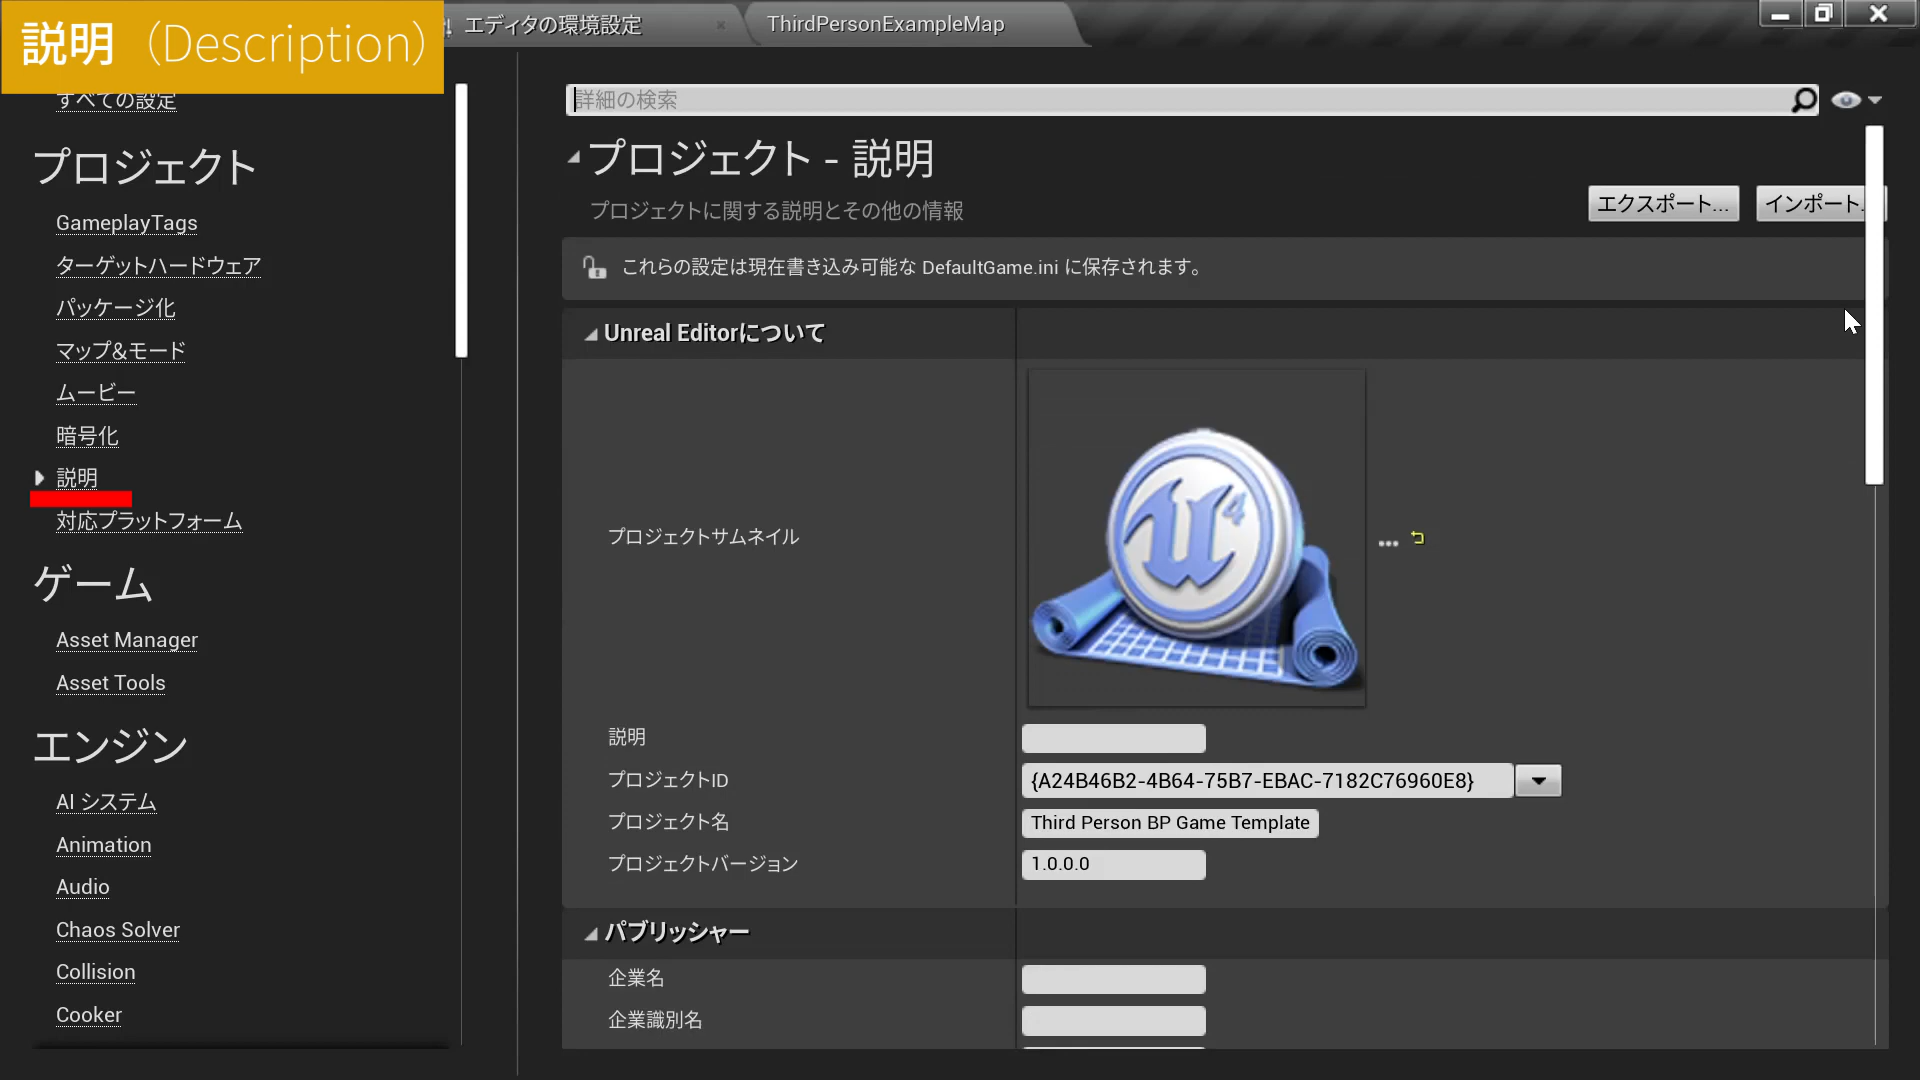 説明（Description）
エディタの環境設定
ThirdPersonExampleMap
すべての設定
プロジェクト
GameplayTags
ターゲットハードウェア
パッケージ化
マップ&モード
ムービー
暗号化
説明
対応プラットフォーム
ゲーム
Asset Manager
Asset Tools
エンジン
AI システム
Animation
Audio
Chaos Solver
Collision
Cooker
詳細の検索
プロジェクト - 説明
プロジェクトに関する説明とその他の情報
エクスポート...
インポート.
これらの設定は現在書き込み可能な DefaultGame.ini に保存されます。
Unreal Editorについて
プロジェクトサムネイル
説明
プロジェクトID {A24B46B2-4B64-75B7-EBAC-7182C76960E8}
プロジェクト名 Third Person BP Game Template
プロジェクトバージョン 1.0.0.0
パブリッシャー
企業名
企業識別名